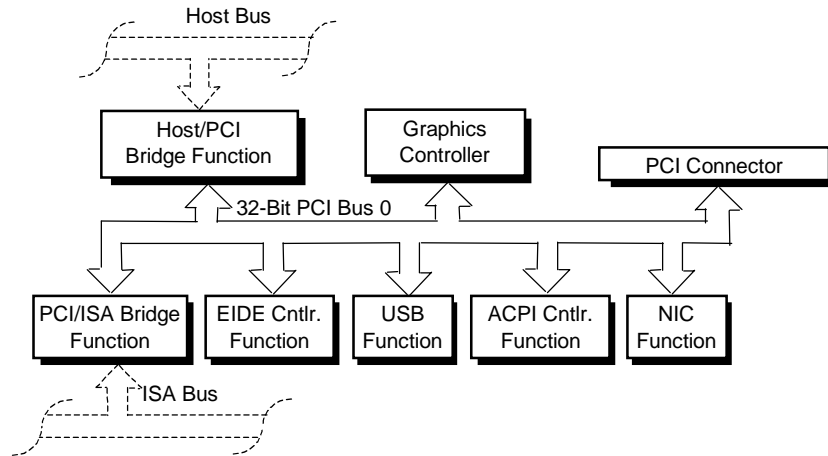 Host Bus
Host/PCI
Bridge Function
Graphics
Controller
PCI Connector
32-Bit PCI Bus 0
PCI/ISA Bridge
Function
EIDE Cntlr.
Function
USB
Function
ACPI Cntlr.
Function
NIC
Function
ISA Bus